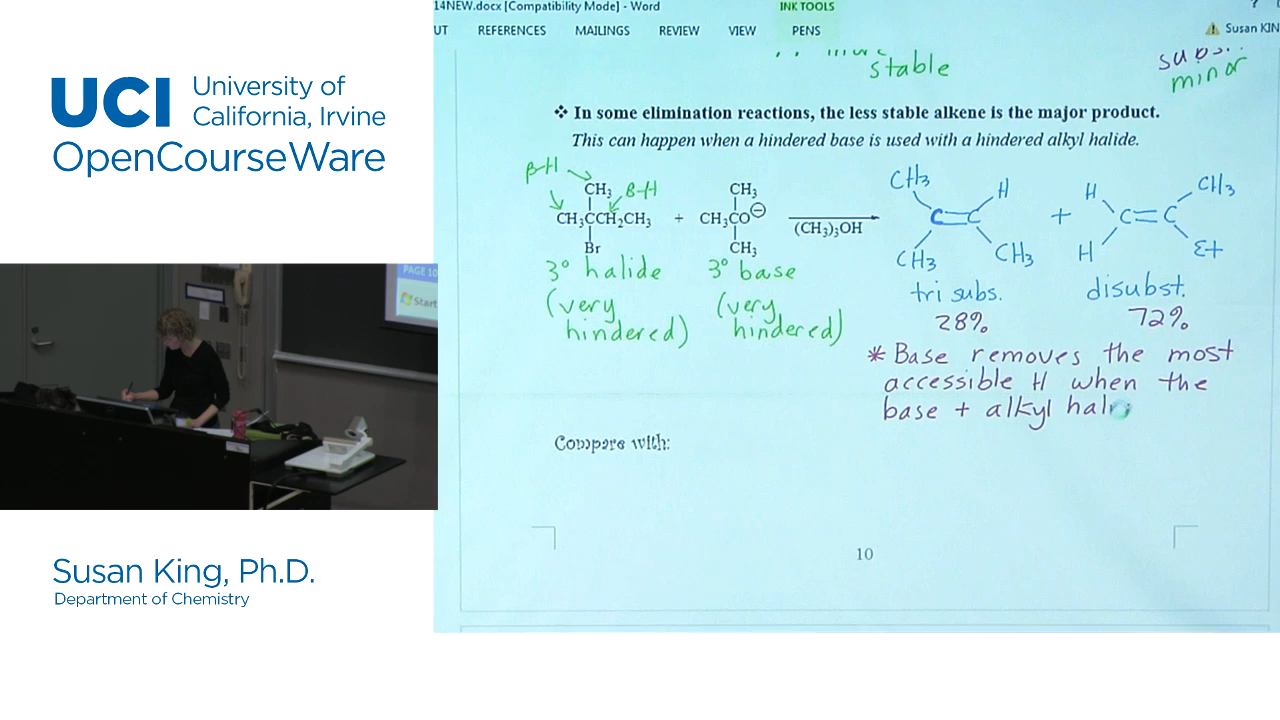 UCI University of
California, Irvine
OpenCourseWare
14NEW.docx [Compatibility Mode] - Word
INK TOOLS
?
UT REFERENCES MAILINGS REVIEW VIEW PENS
Susan KIN
stable
subs.
minor
❖ In some elimination reactions, the less stable alkene is the major product.
This can happen when a hindered base is used with a hindered alkyl halide.
β-H
CH₃ β-H
CH₃CCH₂CH₃
Br
3° halide
(very
hindered)
+
CH₃
CH₃CO⊖
CH₃
3° base
(very
hindered)
(CH₃)₃OH
CH₃ H
C=C
CH₃ CH₃
tri subs.
28%
+
H CH₃
C=C
H Et
disubst.
72%
* Base removes the most
accessible H when the
base + alkyl hal
Compare with:
10
PAGE 10
Start
Susan King, Ph.D.
Department of Chemistry